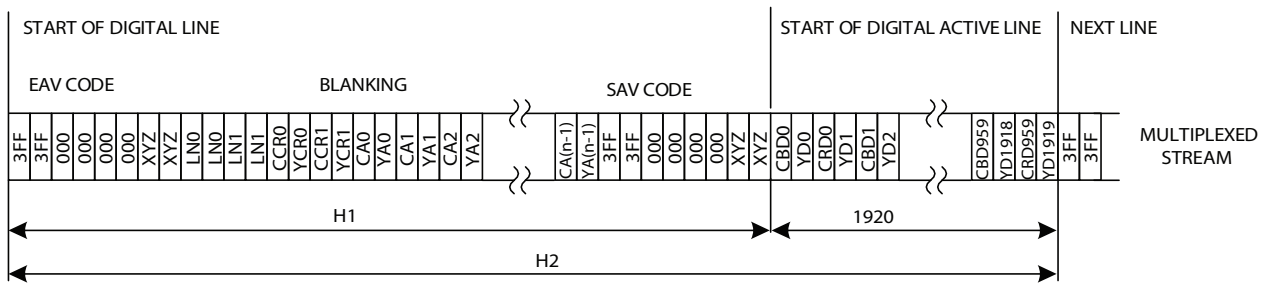 START OF DIGITAL LINE
START OF DIGITAL ACTIVE LINE
NEXT LINE
EAV CODE
BLANKING
SAV CODE
3FF 3FF 000 000 000 000 XYZ XYZ LN0 LN0 LN1 LN1 CCR0 YCR0 CCR1 YCR1 CA0 YA0 CA1 YA1 CA2 YA2
CA(n-1) YA(n-1) 3FF 3FF 000 000 000 000 XYZ XYZ CBD0 YD0 CRD0 YD1 CBD1 YD2
CBD959 YD1918 CRD959 YD1919 3FF 3FF
MULTIPLEXED
STREAM
H1
1920
H2